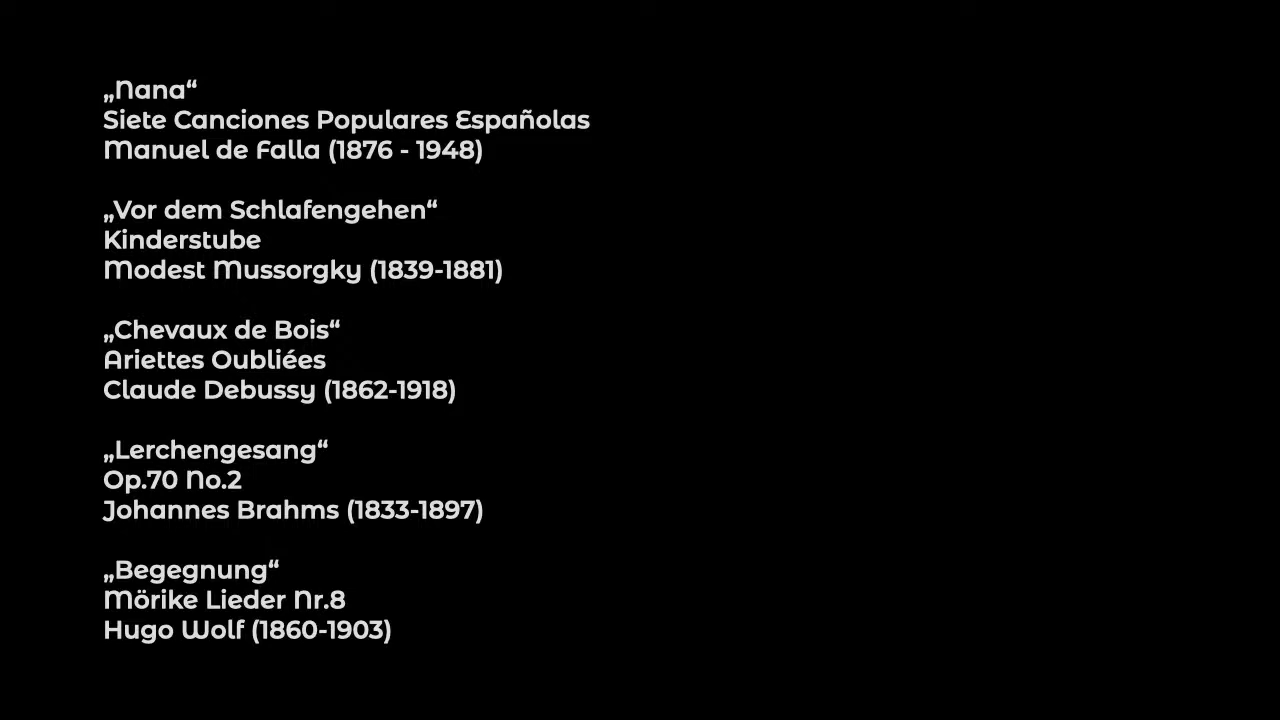 „Nana“
Siete Canciones Populares Españolas
Manuel de Falla (1876 - 1948)
„Vor dem Schlafengehen“
Kinderstube
Modest Mussorgky (1839-1881)
„Chevaux de Bois“
Ariettes Oubliées
Claude Debussy (1862-1918)
„Lerchengesang“
Op.70 No.2
Johannes Brahms (1833-1897)
„Begegnung“
Mörike Lieder Nr.8
Hugo Wolf (1860-1903)